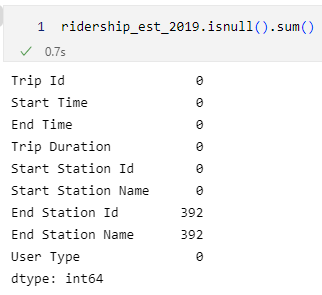 1 ridership_est_2019.isnull().sum()
✓ 0.7s
Trip Id 0
Start Time 0
End Time 0
Trip Duration 0
Start Station Id 0
Start Station Name 0
End Station Id 392
End Station Name 392
User Type 0
dtype: int64